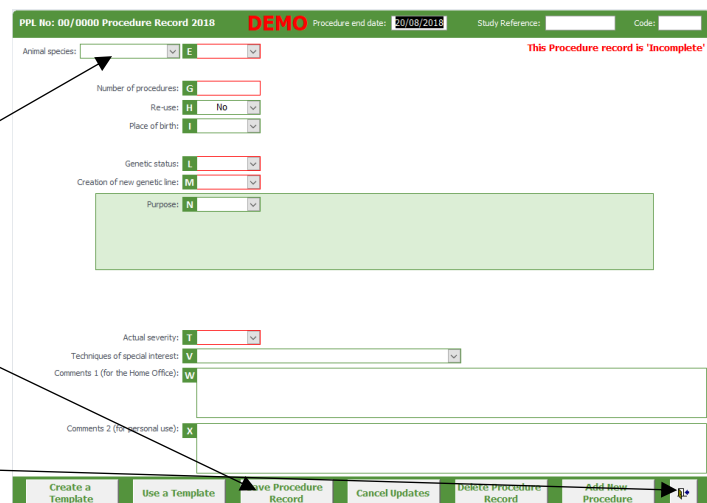 PPL No: 00/0000 Procedure Record 2018 DEMO Procedure end date: 20/08/2018 Study Reference: Code:
Animal species: E This Procedure record is 'Incomplete'
Number of procedures: G
Re-use: H No
Place of birth: I
Genetic status: L
Creation of new genetic line: M
Purpose: N
Actual severity: T
Techniques of special interest: V
Comments 1 (for the Home Office): W
Comments 2 (for personal use): X
Create a Template
Use a Template
Save Procedure Record
Cancel Updates
Delete Procedure Record
Add New Procedure